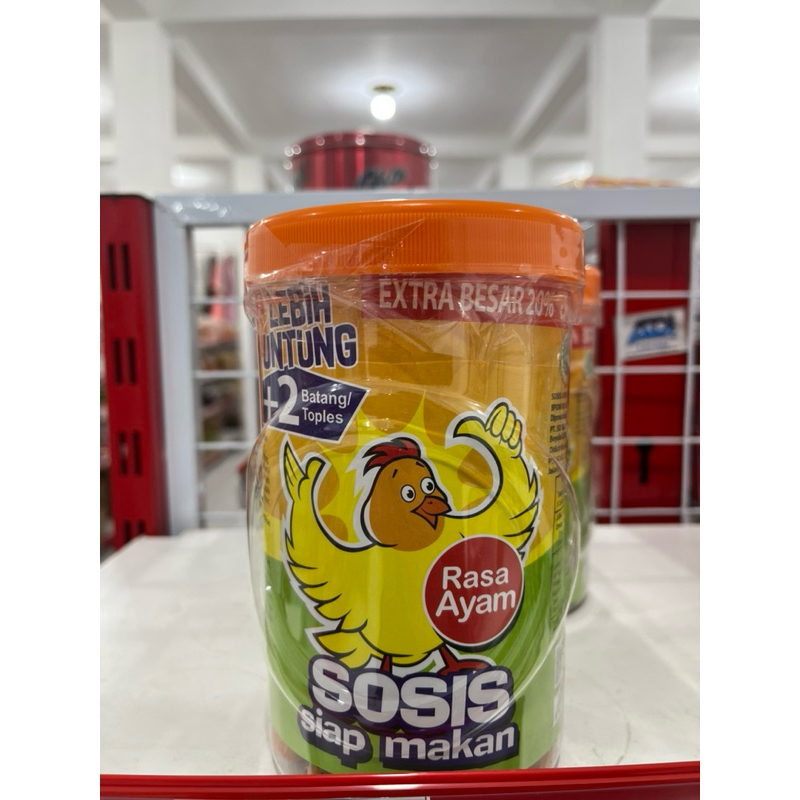 EXTRA BESAR 20%
LEBiH
UNTUNG
+2 Batang/
Toples
Rasa
Ayam
SOSIS
siap makan